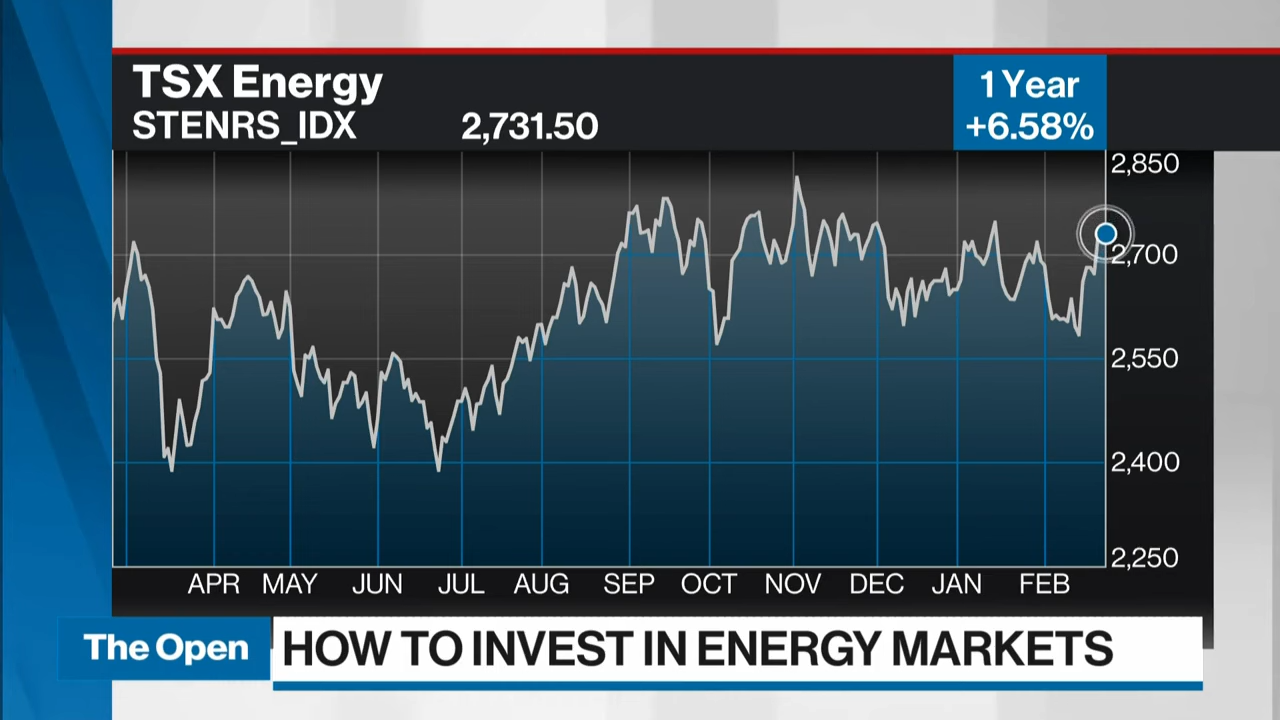 TSX Energy
STENRS_IDX 2,731.50
1 Year
+6.58%
2,850
2,700
2,550
2,400
2,250
APR MAY JUN JUL AUG SEP OCT NOV DEC JAN FEB
The Open
HOW TO INVEST IN ENERGY MARKETS